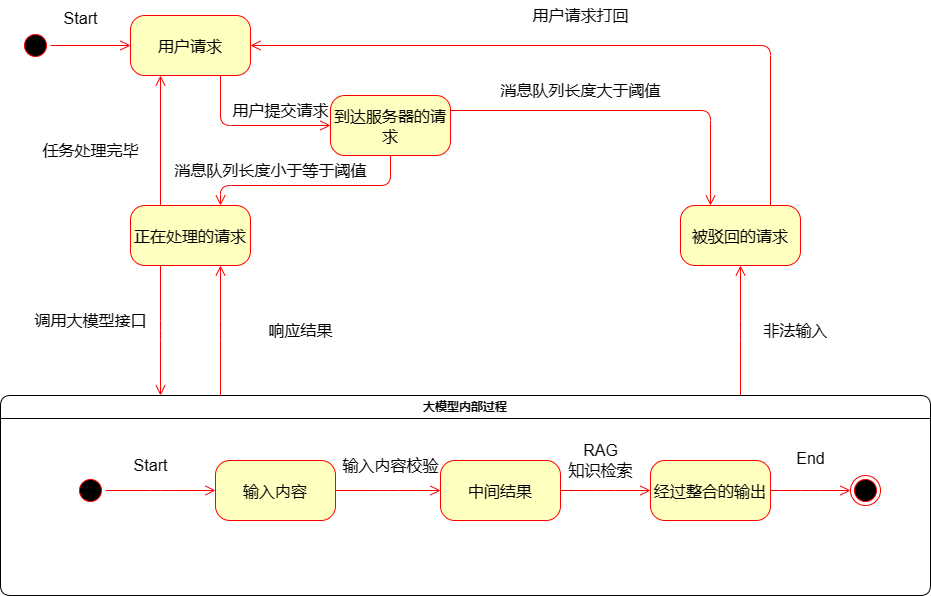 Start
用户请求打回
用户请求
用户提交请求
消息队列长度大于阈值
到达服务器的请
求
任务处理完毕
消息队列长度小于等于阈值
正在处理的请求
被驳回的请求
调用大模型接口
响应结果
非法输入
大模型内部过程
Start
输入内容
输入内容校验
中间结果
RAG
知识检索
经过整合的输出
End